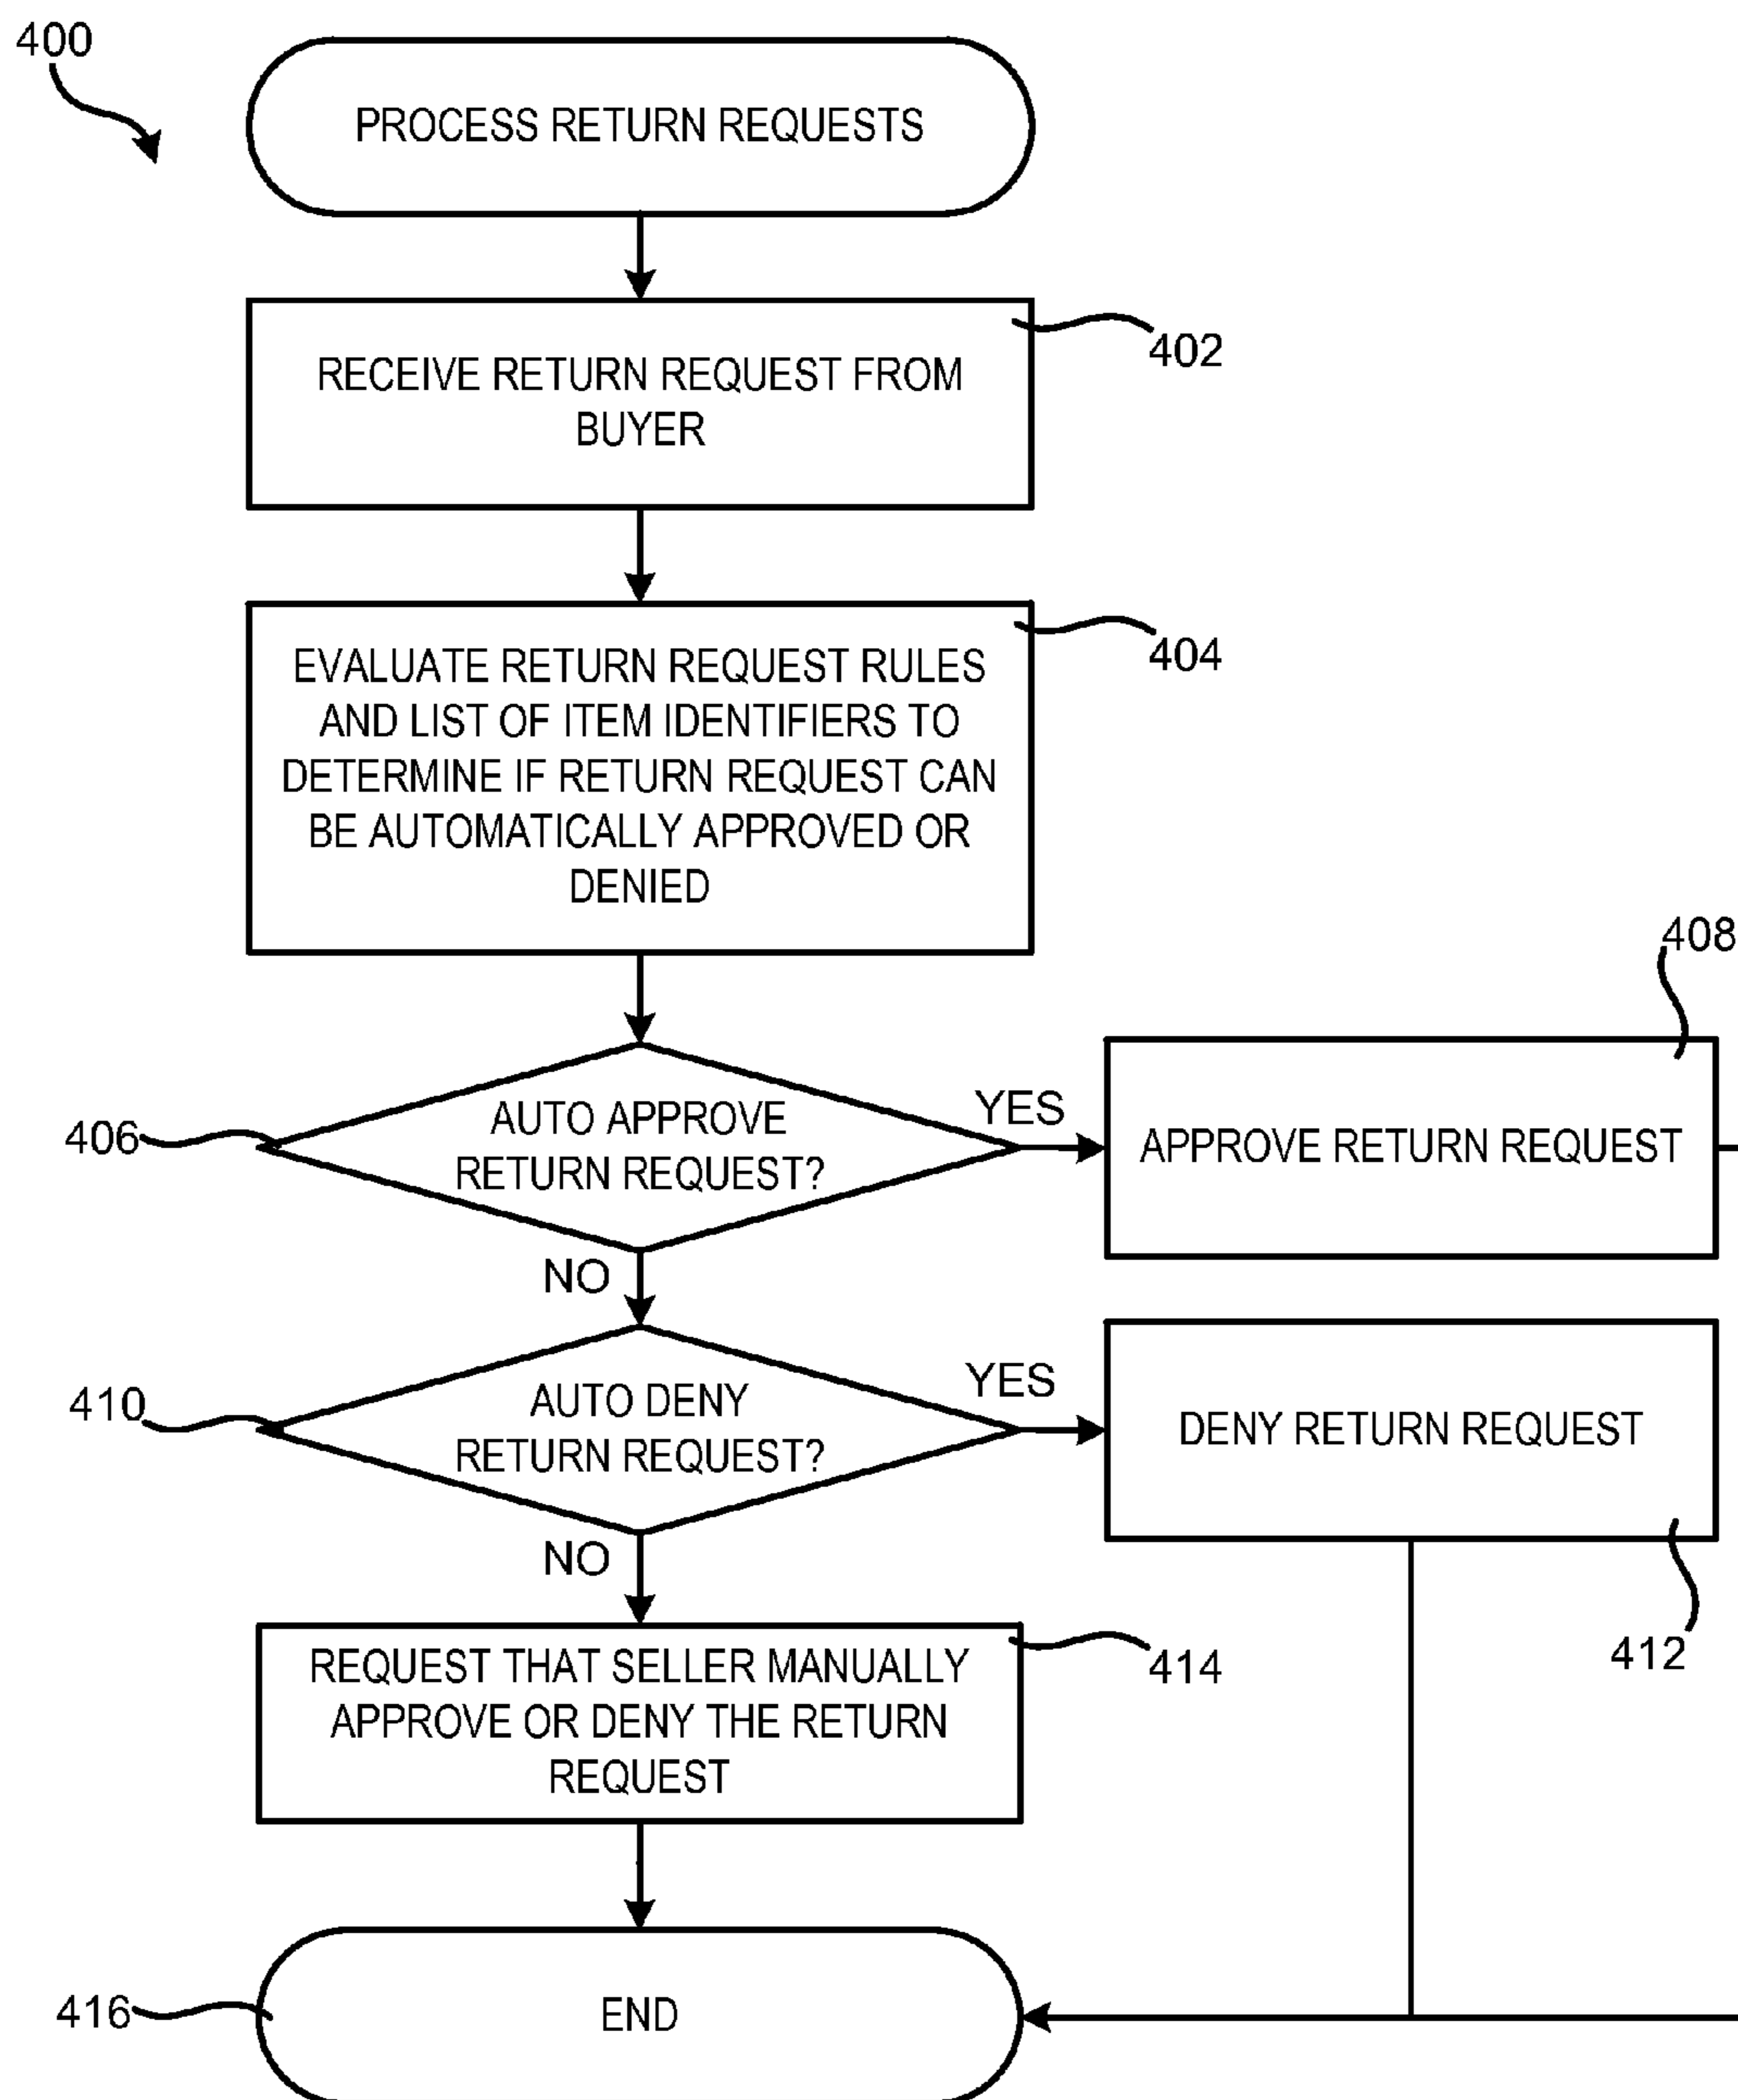 400
PROCESS RETURN REQUESTS
402
RECEIVE RETURN REQUEST FROM
BUYER
404
EVALUATE RETURN REQUEST RULES
AND LIST OF ITEM IDENTIFIERS TO
DETERMINE IF RETURN REQUEST CAN
BE AUTOMATICALLY APPROVED OR
DENIED
406
AUTO APPROVE
RETURN REQUEST?
YES
408
APPROVE RETURN REQUEST
NO
410
AUTO DENY
RETURN REQUEST?
YES
DENY RETURN REQUEST
412
NO
414
REQUEST THAT SELLER MANUALLY
APPROVE OR DENY THE RETURN
REQUEST
416
END